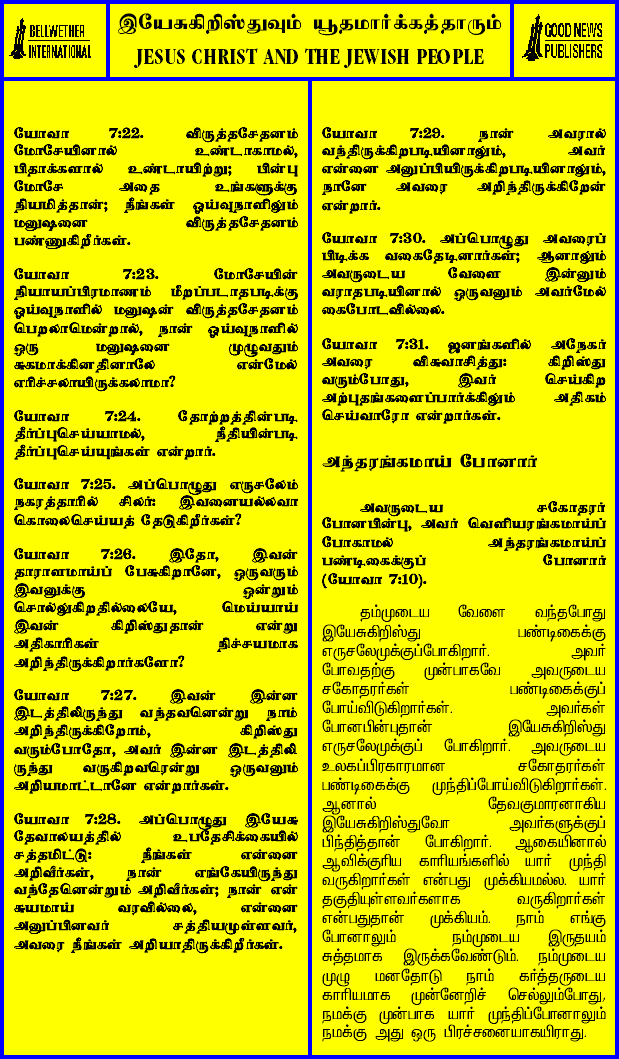 BELLWETHER
INTERNATIONAL
இயேசுகிறிஸ்துவும் யூதமார்க்கத்தாரும்
JESUS CHRIST AND THE JEWISH PEOPLE
GOOD NEWS
PUBLISHERS
யோவா 7:22. விருத்தசேதனம்
மோசேயினால் உண்டாகாமல்,
பிதாக்களால் உண்டாயிற்று; பின்பு
மோசே அதை உங்களுக்கு
நியமித்தான்; நீங்கள் ஓய்வுநாளிலும்
மனுஷனை விருத்தசேதனம்
பண்ணுகிறீர்கள்.
யோவா 7:23. மோசேயின்
நியாயப்பிரமாணம் மீறப்படாதபடிக்கு
ஓய்வுநாளில் மனுஷன் விருத்தசேதனம்
பெறலாமென்றால், நான் ஓய்வுநாளில்
ஒரு மனுஷனை முழுவதும்
சுகமாக்கினதினாலே என்மேல்
எரிச்சலாயிருக்கலாமா?
யோவா 7:24. தோற்றத்தின்படி
தீர்ப்புசெய்யாமல், நீதியின்படி
தீர்ப்புசெய்யுங்கள் என்றார்.
யோவா 7:25. அப்பொழுது எருசலேம்
நகரத்தாரில் சிலர்: இவனையல்லவா
கொலைசெய்யத் தேடுகிறீர்கள்?
யோவா 7:26. இதோ, இவன்
தாராளமாய்ப் பேசுகிறானே, ஒருவரும்
இவனுக்கு ஒன்றும்
சொல்லுகிறதில்லையே, மெய்யாய்
இவன் கிறிஸ்துதான் என்று
அதிகாரிகள் நிச்சயமாக
அறிந்திருக்கிறார்களோ?
யோவா 7:27. இவன் இன்ன
இடத்திலிருந்து வந்தவனென்று நாம்
அறிந்திருக்கிறோம், கிறிஸ்து
வரும்போதோ, அவர் இன்ன இடத்திலி
ருந்து வருகிறவரென்று ஒருவனும்
அறியமாட்டானே என்றார்கள்.
யோவா 7:28. அப்பொழுது இயேசு
தேவாலயத்தில் உபதேசிக்கையில்
சத்தமிட்டு: நீங்கள் என்னை
அறிவீர்கள், நான் எங்கேயிருந்து
வந்தேனென்றும் அறிவீர்கள்; நான் என்
சுயமாய் வரவில்லை, என்னை
அனுப்பினவர் சத்தியமுள்ளவர்,
அவரை நீங்கள் அறியாதிருக்கிறீர்கள்.
யோவா 7:29. நான் அவரால்
வந்திருக்கிறபடியினாலும், அவர்
என்னை அனுப்பியிருக்கிறபடியினாலும்,
நானே அவரை அறிந்திருக்கிறேன்
என்றார்.
யோவா 7:30. அப்பொழுது அவரைப்
பிடிக்க வகைதேடினார்கள்; ஆனாலும்
அவருடைய வேளை இன்னும்
வராதபடியினால் ஒருவனும் அவர்மேல்
கைபோடவில்லை.
யோவா 7:31. ஜனங்களில் அநேகர்
அவரை விசுவாசித்து: கிறிஸ்து
வரும்போது, இவர் செய்கிற
அற்புதங்களைப்பார்க்கிலும் அதிகம்
செய்வாரோ என்றார்கள்.
அந்தரங்கமாய் போனார்
அவருடைய சகோதரர்
போனபின்பு, அவர் வெளியரங்கமாய்ப்
போகாமல் அந்தரங்கமாய்ப்
பண்டிகைக்குப் போனார்
(யோவா 7:10).
தம்முடைய வேளை வந்தபோது
இயேசுகிறிஸ்து பண்டிகைக்கு
எருசலேமுக்குப்போகிறார். அவர்
போவதற்கு முன்பாகவே அவருடைய
சகோதரர்கள் பண்டிகைக்குப்
போய்விடுகிறார்கள். அவர்கள்
போனபின்புதான் இயேசுகிறிஸ்து
எருசலேமுக்குப் போகிறார். அவருடைய
உலகப்பிரகாரமான சகோதரர்கள்
பண்டிகைக்கு முந்திப்போய்விடுகிறார்கள்.
ஆனால் தேவகுமாரனாகிய
இயேசுகிறிஸ்துவோ அவர்களுக்குப்
பிந்தித்தான் போகிறார். ஆகையினால்
ஆவிக்குரிய காரியங்களில் யார் முந்தி
வருகிறார்கள் என்பது முக்கியமல்ல. யார்
தகுதியுள்ளவர்களாக வருகிறார்கள்
என்பதுதான் முக்கியம். நாம் எங்கு
போனாலும் நம்முடைய இருதயம்
சுத்தமாக இருக்கவேண்டும். நம்முடைய
முழு மனதோடு நாம் கர்த்தருடைய
காரியமாக முன்னேறிச் செல்லும்போது,
நமக்கு முன்பாக யார் முந்திப்போனாலும்
நமக்கு அது ஒரு பிரச்சனையாகயிராது.